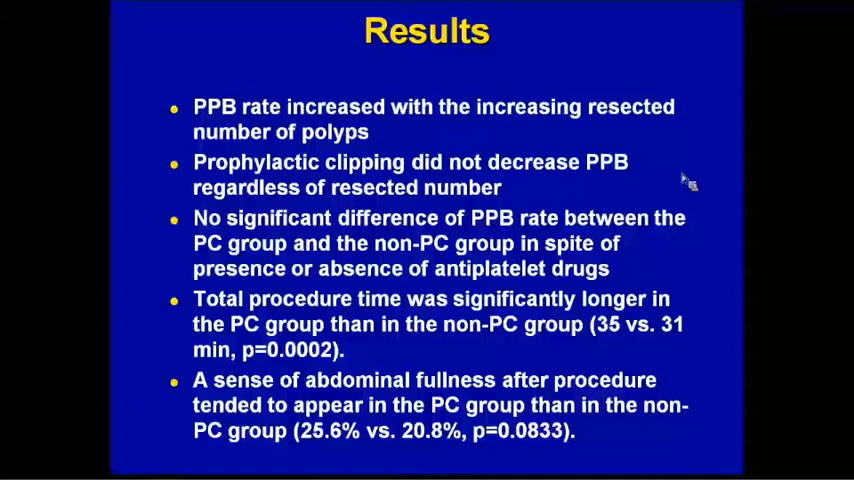 Results
PPB rate increased with the increasing resected
number of polyps
Prophylactic clipping did not decrease PPB
regardless of resected number
No significant difference of PPB rate between the
PC group and the non-PC group in spite of
presence or absence of antiplatelet drugs
Total procedure time was significantly longer in
the PC group than in the non-PC group (35 vs. 31
min, p=0.0002).
A sense of abdominal fullness after procedure
tended to appear in the PC group than in the non-
PC group (25.6% vs. 20.8%, p=0.0833).